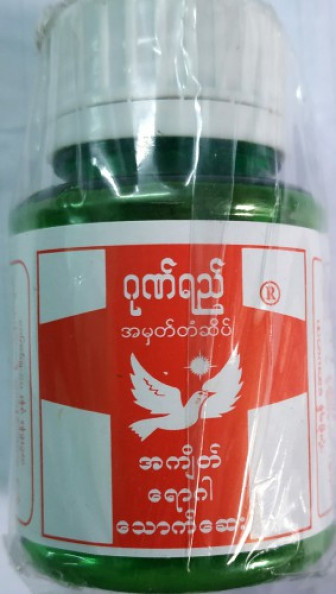 ဂုဏ်ရည်
®
အမှတ်တံဆိပ်
အကျိတ်
ရောဂါ
သောက်ဆေး